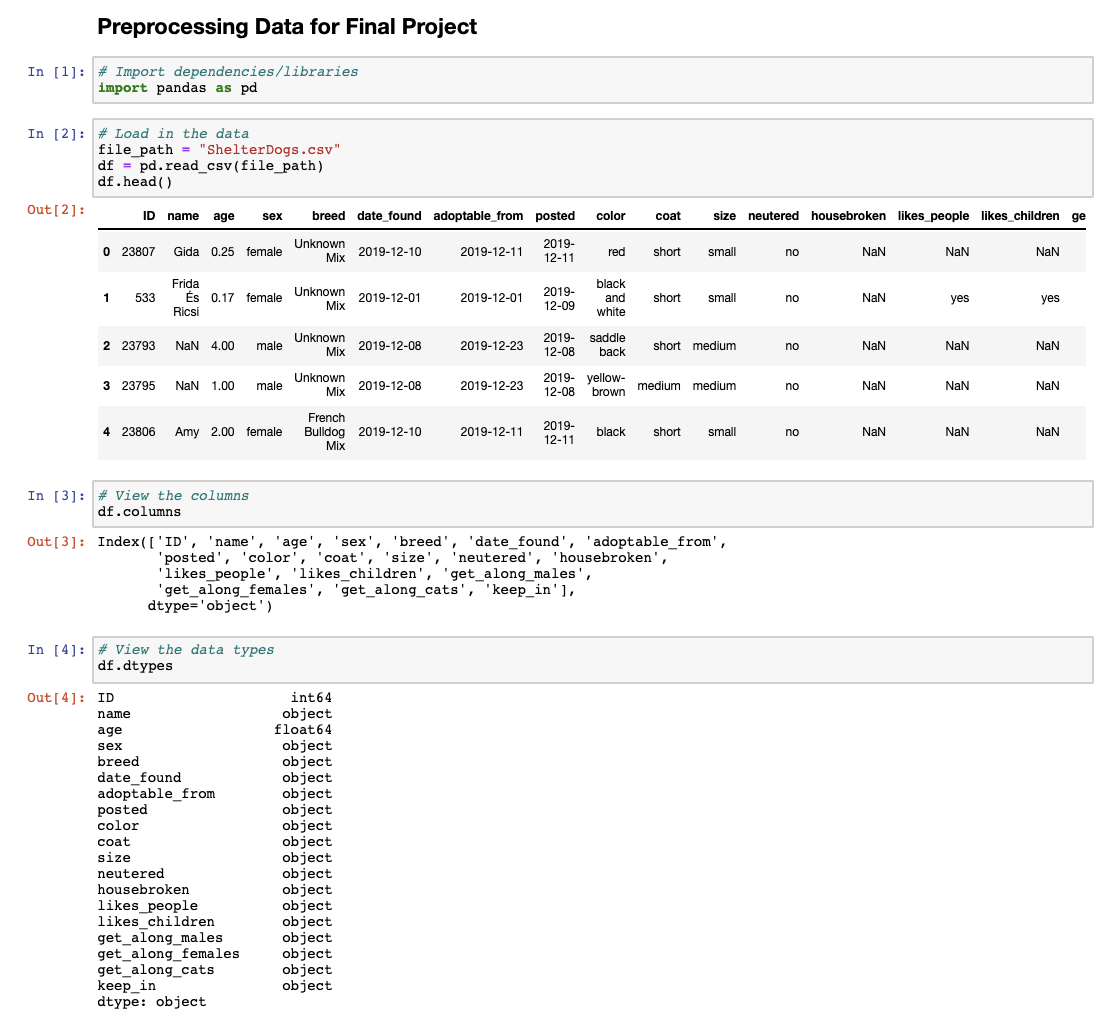 Preprocessing Data for Final Project
In [1]: # Import dependencies/libraries
import pandas as pd
In [2]: # Load in the data
file_path = "ShelterDogs.csv"
df = pd.read_csv(file_path)
df.head()
Out[2]:
ID name age sex breed date_found adoptable_from posted color coat size neutered housebroken likes_people likes_children ge
0 23807 Gida 0.25 female Unknown Mix 2019-12-10 2019-12-11 2019-12-11 red short small no NaN NaN NaN
1 533 Frida És Ricsi 0.17 female Unknown Mix 2019-12-01 2019-12-01 2019-12-09 black and white short small no NaN yes yes
2 23793 NaN 4.00 male Unknown Mix 2019-12-08 2019-12-23 2019-12-08 saddle back short medium no NaN NaN NaN
3 23795 NaN 1.00 male Unknown Mix 2019-12-08 2019-12-23 2019-12-08 yellow-brown medium medium no NaN NaN NaN
4 23806 Amy 2.00 female French Bulldog Mix 2019-12-10 2019-12-11 2019-12-11 black short small no NaN NaN NaN
In [3]: # View the columns
df.columns
Out[3]: Index(['ID', 'name', 'age', 'sex', 'breed', 'date_found', 'adoptable_from',
'posted', 'color', 'coat', 'size', 'neutered', 'housebroken',
'likes_people', 'likes_children', 'get_along_males',
'get_along_females', 'get_along_cats', 'keep_in'],
dtype='object')
In [4]: # View the data types
df.dtypes
Out[4]: ID int64
name object
age float64
sex object
breed object
date_found object
adoptable_from object
posted object
color object
coat object
size object
neutered object
housebroken object
likes_people object
likes_children object
get_along_males object
get_along_females object
get_along_cats object
keep_in object
dtype: object